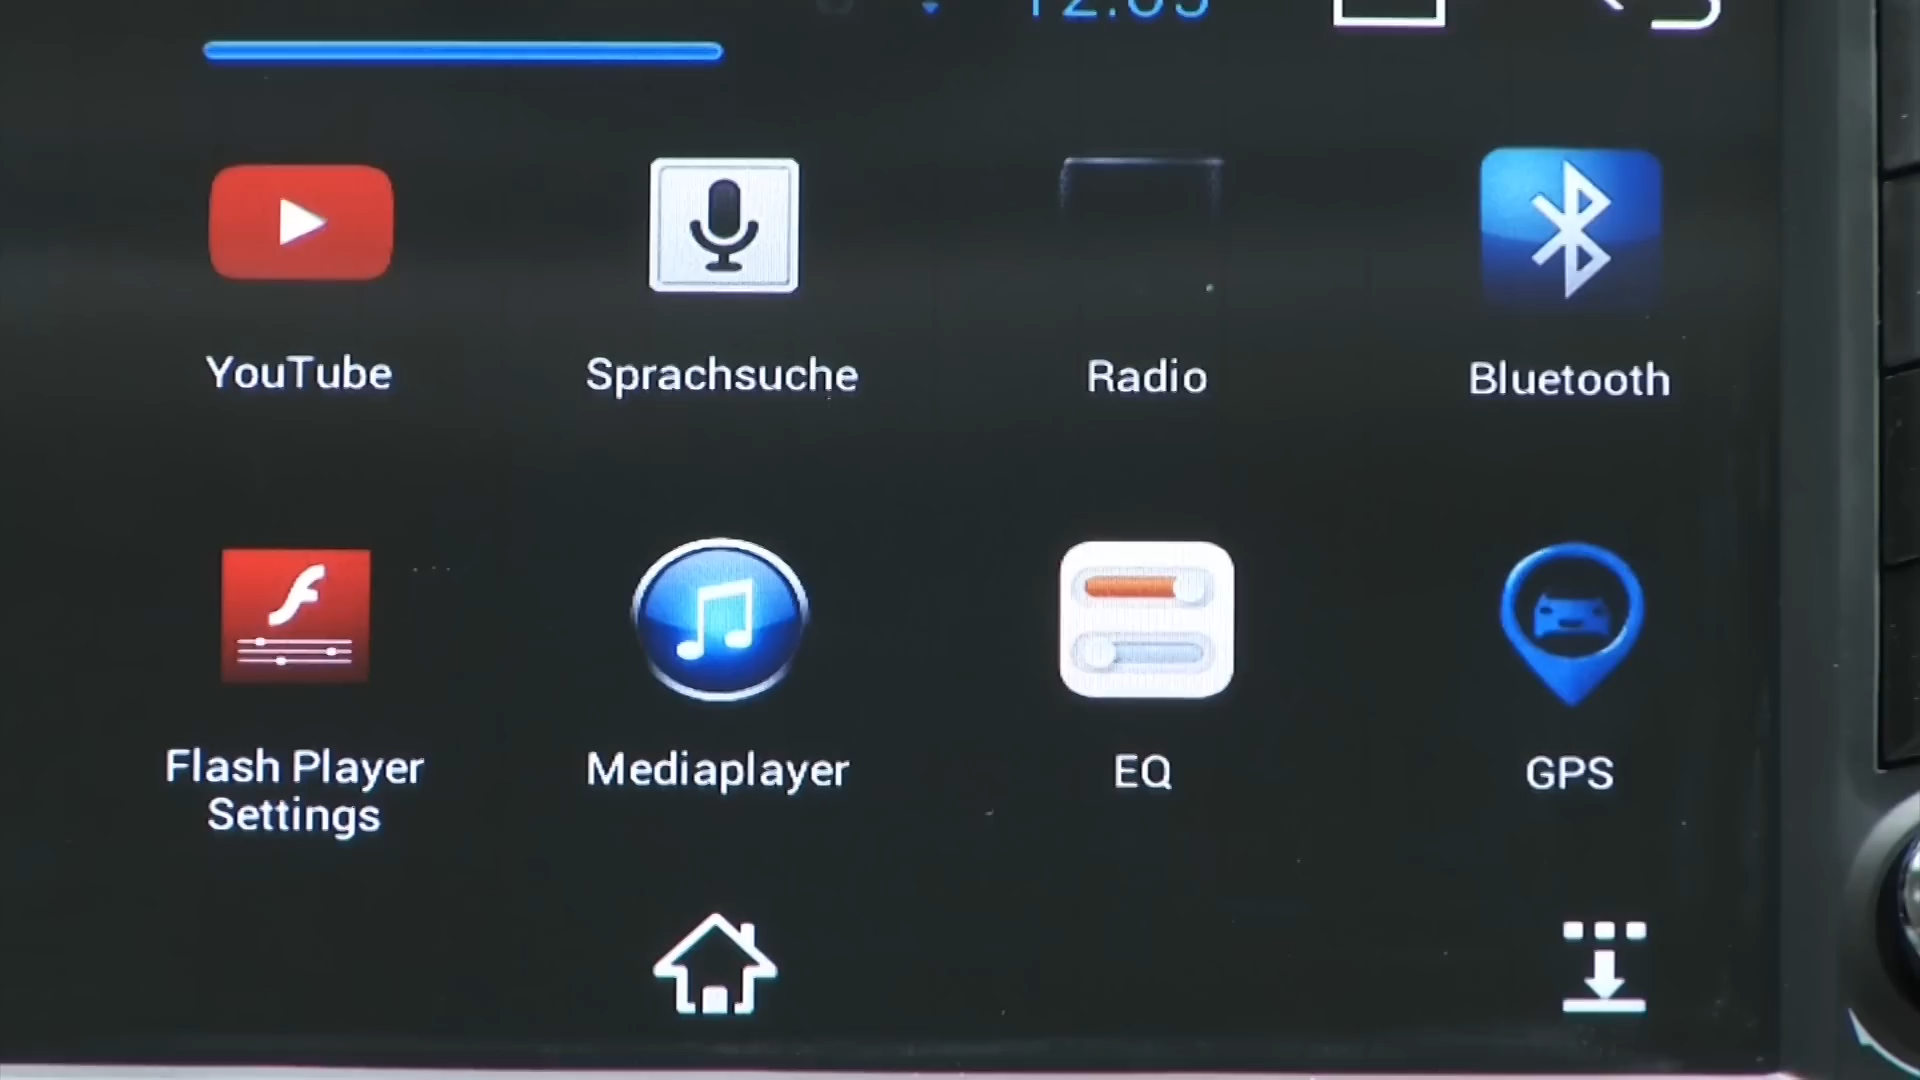 YouTube
Sprachsuche
Radio
Bluetooth
Flash Player
Settings
Mediaplayer
EQ
GPS